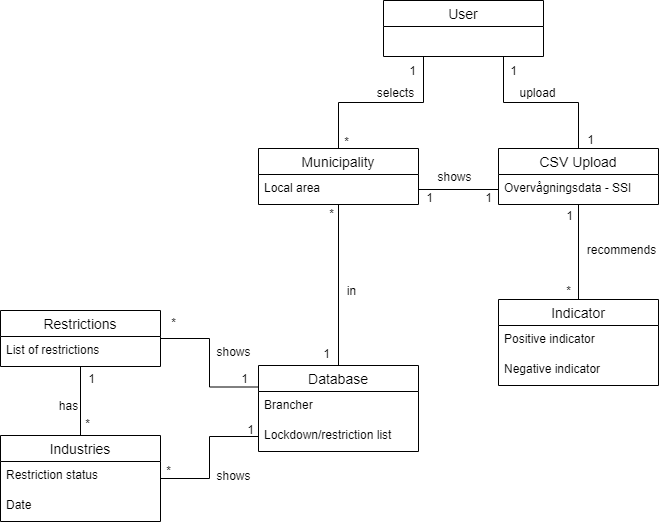 User
1
1
selects
upload
*
1
Municipality
Local area
shows
1
1
CSV Upload
Overvågningsdata - SSI
*
1
recommends
in
*
Indicator
Positive indicator
Negative indicator
Restrictions
List of restrictions
*
shows
1
1
Database
Brancher
Lockdown/restriction list
1
has
*
Industries
Restriction status
Date
*
1
shows